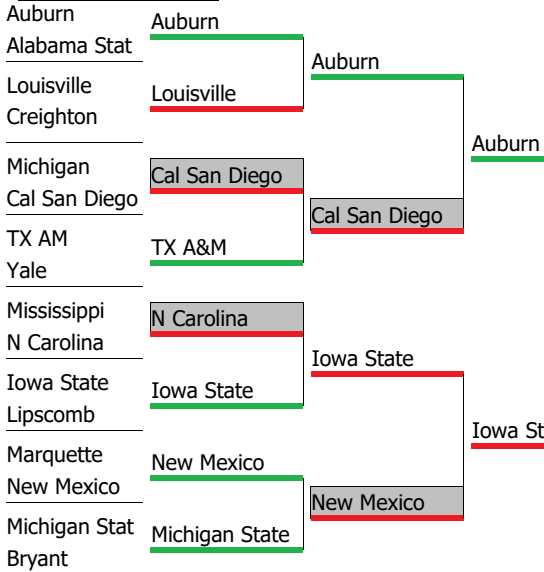 Auburn
Alabama Stat
Louisville
Creighton
Michigan
Cal San Diego
TX AM
Yale
Mississippi
N Carolina
Iowa State
Lipscomb
Marquette
New Mexico
Michigan Stat
Bryant
Auburn
Louisville
Cal San Diego
TX A&M
N Carolina
Iowa State
New Mexico
Michigan State
Auburn
Cal San Diego
Iowa State
New Mexico
Auburn
Iowa St